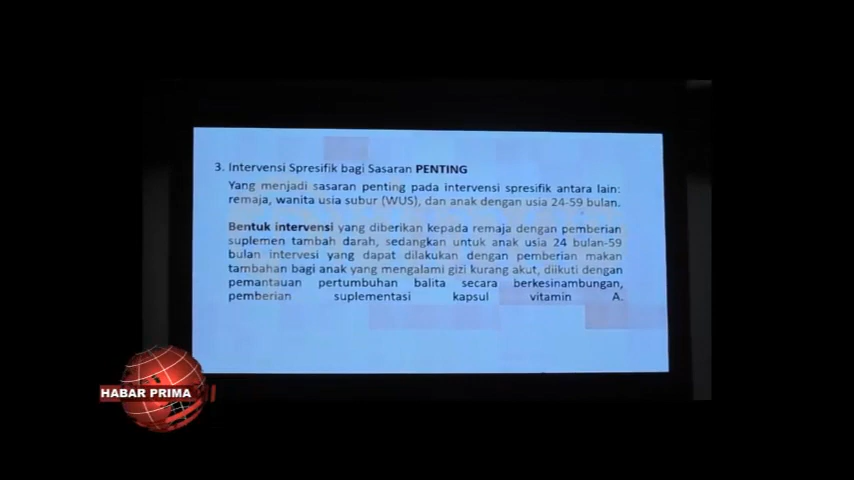 3. Intervensi Spresifik bagi Sasaran PENTING
Yang menjadi sasaran penting pada intervensi spresifik antara lain:
remaja, wanita usia subur (WUS), dan anak dengan usia 24-59 bulan.
Bentuk intervensi yang diberikan kepada remaja dengan pemberian
suplemen tambah darah, sedangkan untuk anak usia 24 bulan-59
bulan intervesi yang dapat dilakukan dengan pemberian makan
tambahan bagi anak yang mengalami gizi kurang akut, diikuti dengan
pemantauan pertumbuhan balita secara berkesinambungan,
pemberian suplementasi kapsul vitamin A.
HABAR PRIMA